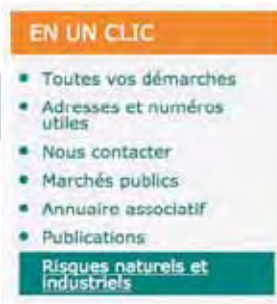 EN UN CLIC
Toutes vos démarches
Adresses et numéros
utiles
Nous contacter
Marchés publics
Annuaire associatif
Publications
Risques naturels et
industriels